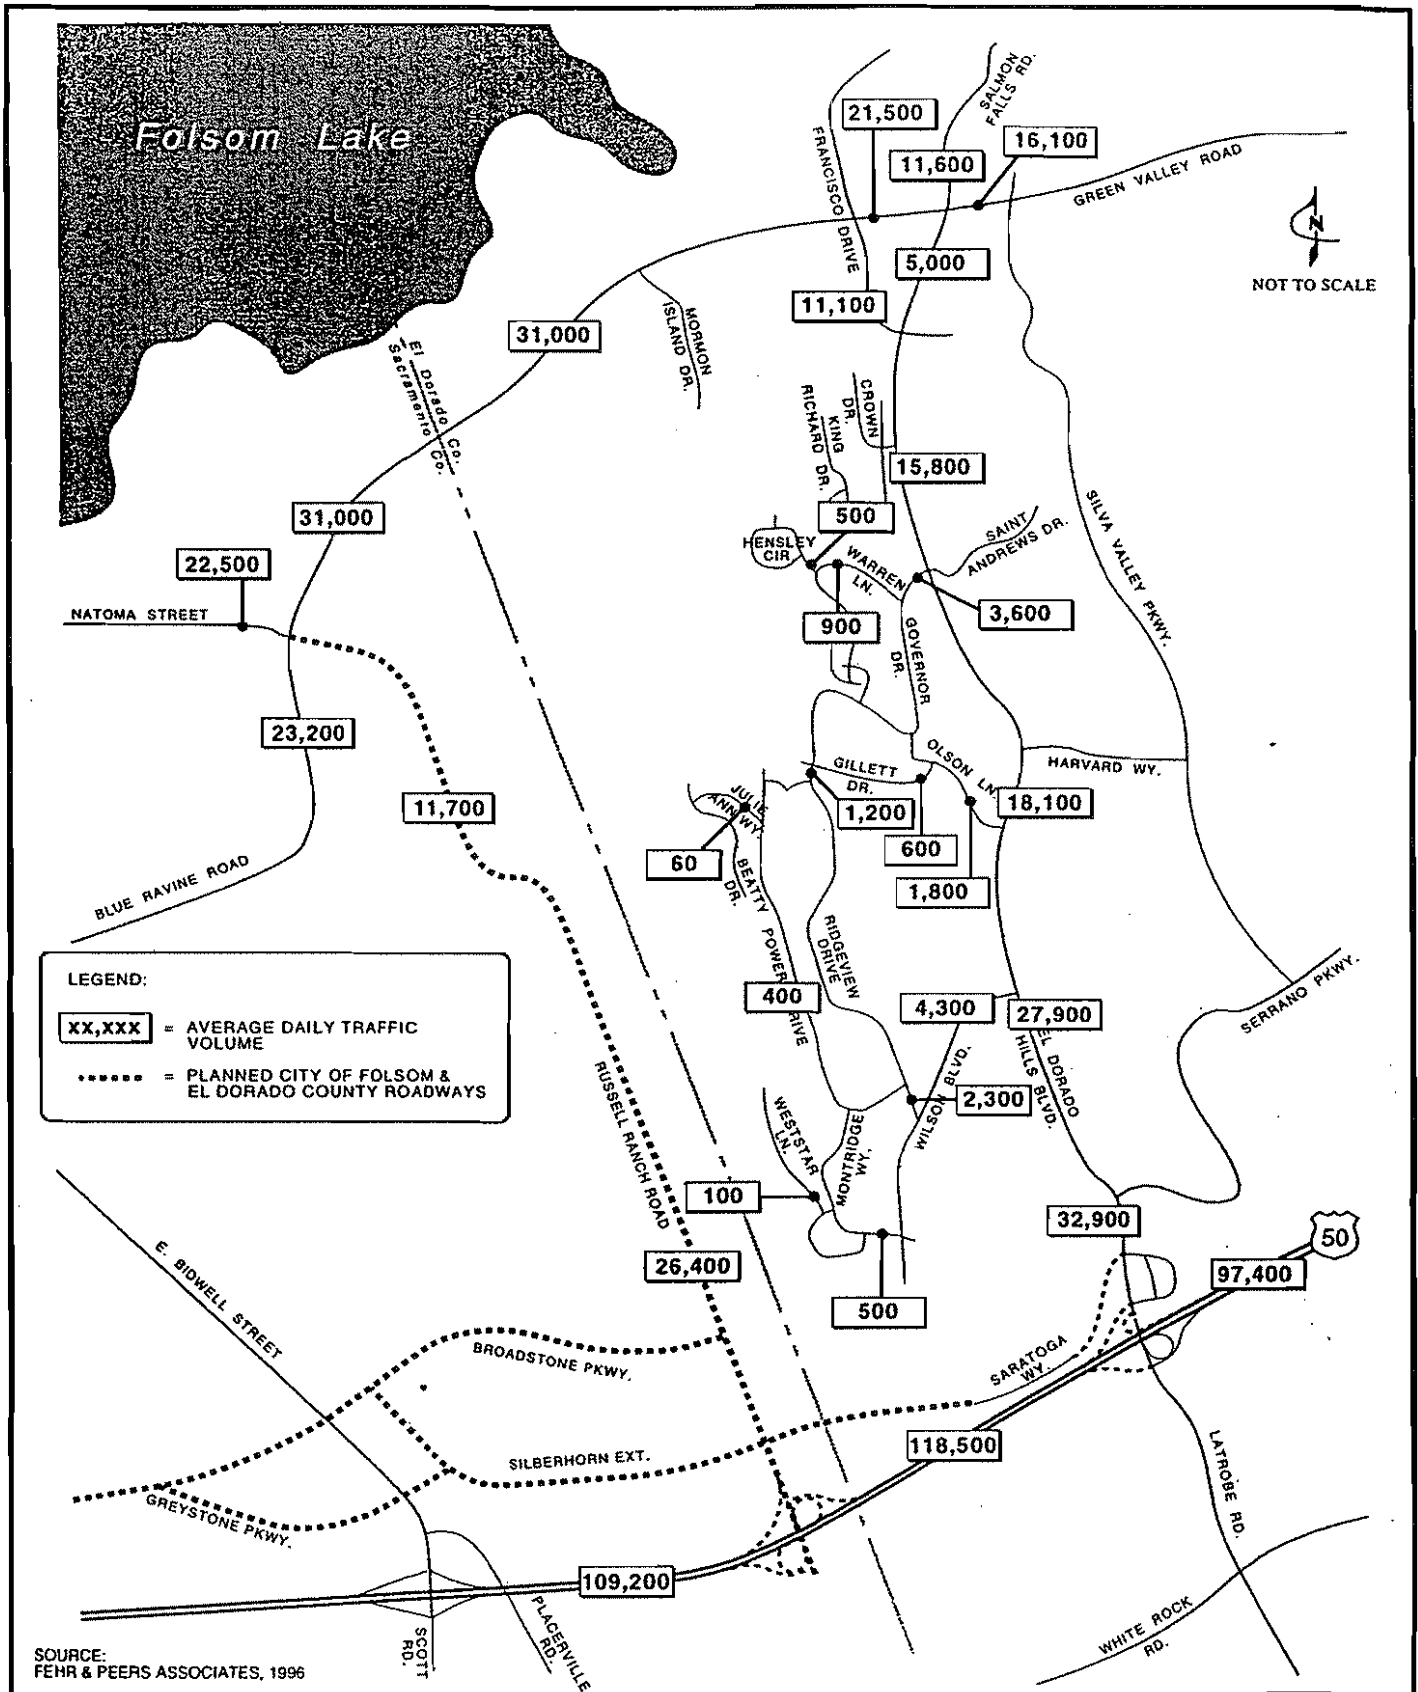 Folsom Lake
SALMON
FALLS RD.
21,500
16,100
FRANCISCO DRIVE
11,600
GREEN VALLEY ROAD
N
NOT TO SCALE
5,000
11,100
MORMON
ISLAND DR.
31,000
El Dorado Co.
Sacramento Co.
CROWN
DR.
KING
RICHARD DR.
15,800
31,000
500
SILVA VALLEY PKWY.
SAINT
ANDREWS DR.
HENSLEY
CIR
WARREN
LN.
22,500
NATOMA STREET
900
3,600
GOVERNOR
DR.
23,200
OLSON LN.
HARVARD WY.
GILLETT
DR.
11,700
JULIE
ANN WY.
1,200
18,100
60
600
1,800
BEATTY
DR.
BLUE RAVINE ROAD
RIDGEVIEW
DRIVE
POWER
RIVE
400
4,300
27,900
SERRANO PKWY.
LEGEND:
XX,XXX = AVERAGE DAILY TRAFFIC
VOLUME
= PLANNED CITY OF FOLSOM &
EL DORADO COUNTY ROADWAYS
EL DORADO
HILLS BLVD.
WILSON BLVD.
2,300
RUSSELL RANCH ROAD
WESTSTAR
LN.
MONTRIDGE
WY.
100
32,900
50
97,400
26,400
500
E. BIDWELL STREET
BROADSTONE PKWY.
SARATOGA
WY.
118,500
SILBERHORN EXT.
GREYSTONE PKWY.
LATROBE RD.
109,200
SCOTT
RD.
PLACERVILLE
RD.
WHITE ROCK
RD.
SOURCE:
FEHR & PEERS ASSOCIATES, 1996